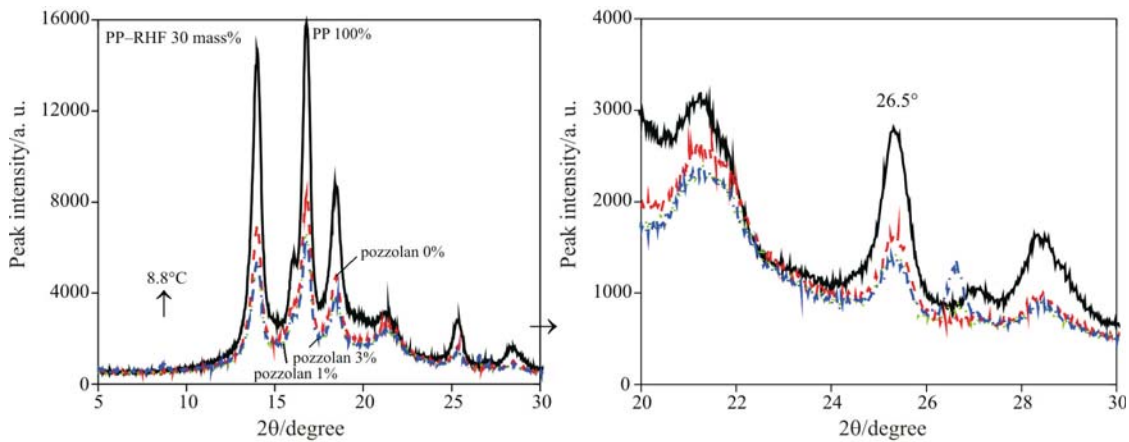 16000
12000
8000
4000
0
Peak intensity/a. u.
PP–RHF 30 mass%
PP 100%
8.8°C
pozzolan 0%
pozzolan 3%
pozzolan 1%
5
10
15
20
25
30
2θ/degree
4000
3000
2000
1000
0
Peak intensity/a. u.
26.5°
20
22
24
26
28
30
2θ/degree